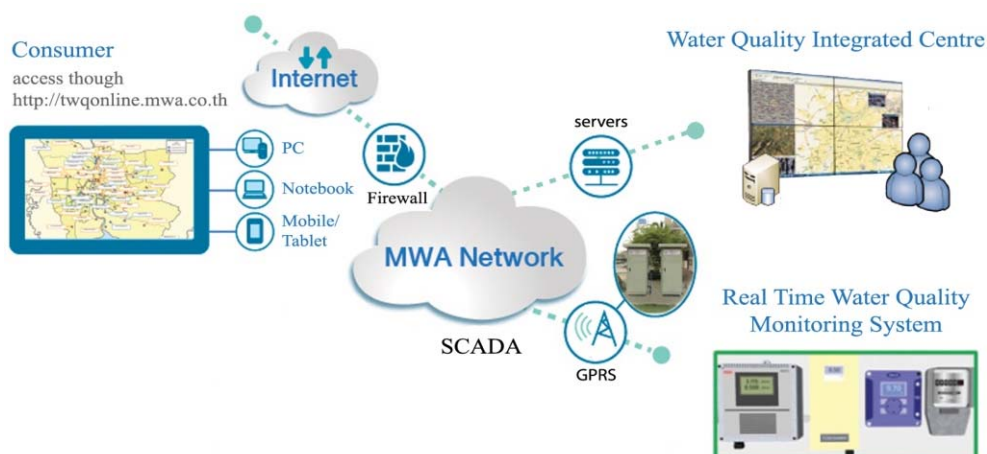 Consumer
access though
http://twqonline.mwa.co.th
PC
Notebook
Mobile/
Tablet
Internet
Firewall
MWA Network
SCADA
servers
GPRS
Water Quality Integrated Centre
Real Time Water Quality
Monitoring System